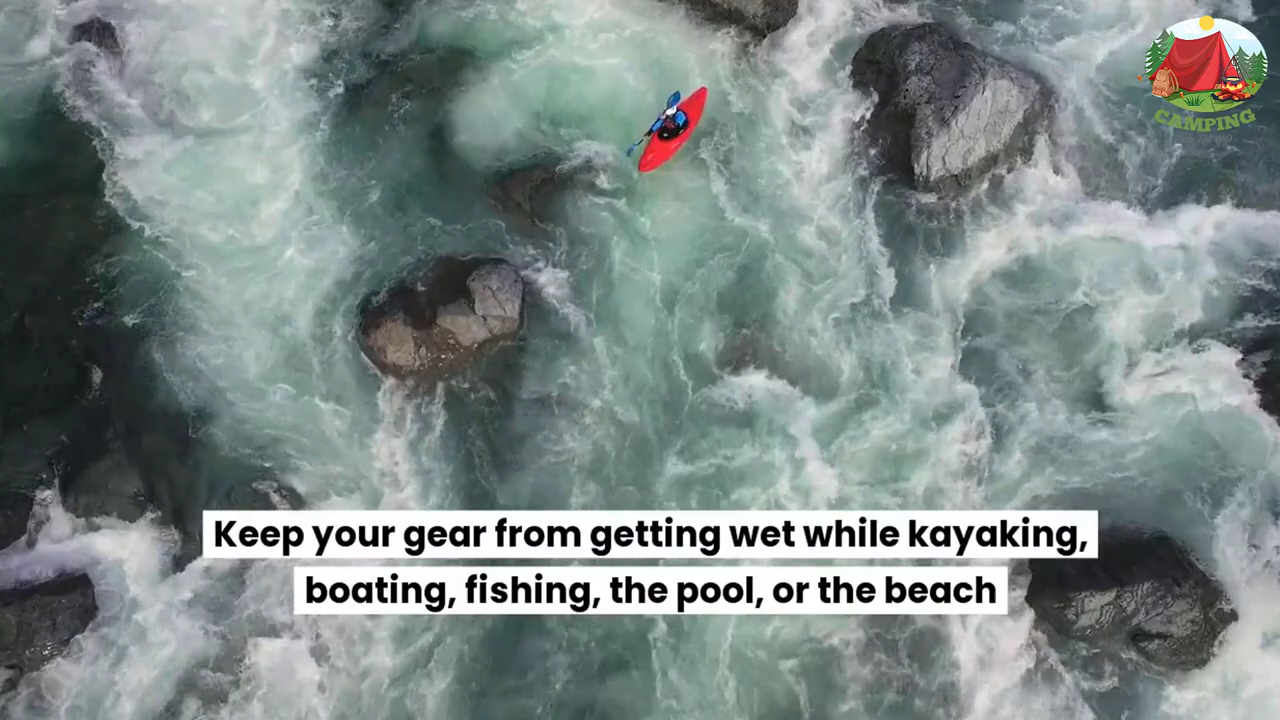 CAMPING
Keep your gear from getting wet while kayaking,
boating, fishing, the pool, or the beach